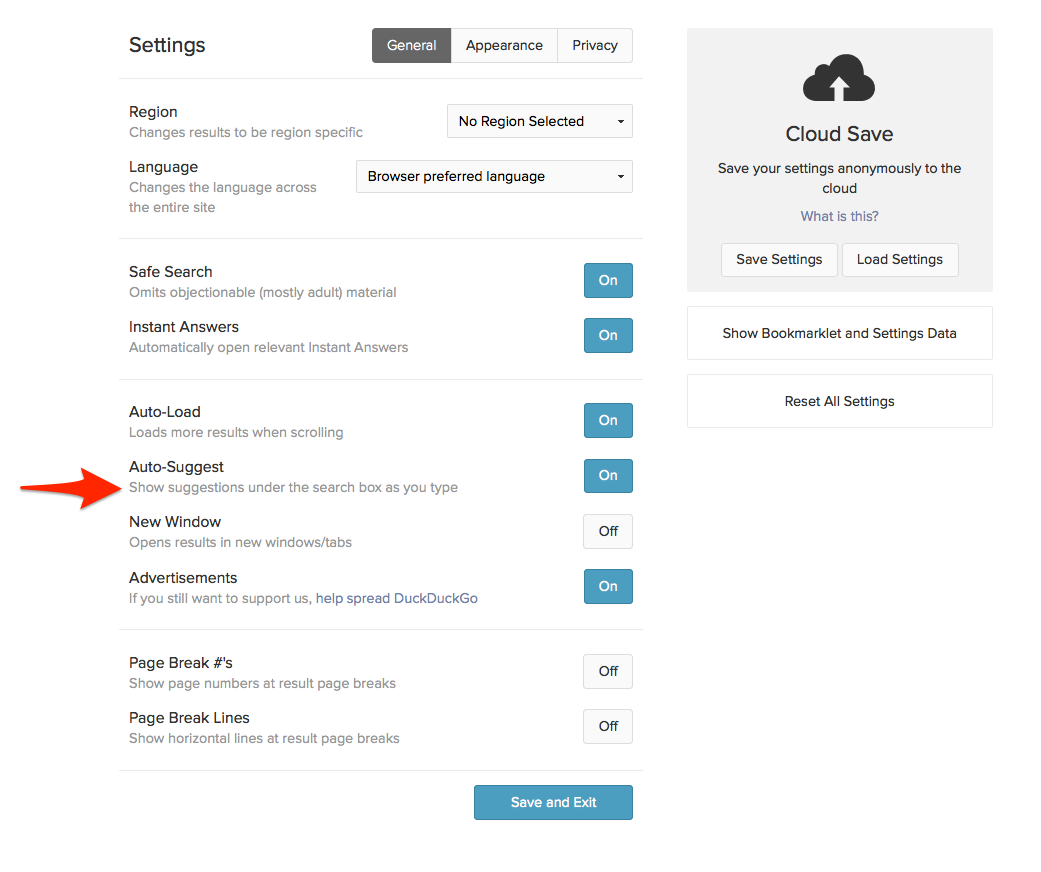 Settings
General
Appearance
Privacy
Region
Changes results to be region specific
No Region Selected
Language
Changes the language across
the entire site
Browser preferred language
Safe Search
Omits objectionable (mostly adult) material
On
Instant Answers
Automatically open relevant Instant Answers
On
Auto-Load
Loads more results when scrolling
On
Auto-Suggest
Show suggestions under the search box as you type
On
New Window
Opens results in new windows/tabs
Off
Advertisements
If you still want to support us, help spread DuckDuckGo
On
Page Break #'s
Show page numbers at result page breaks
Off
Page Break Lines
Show horizontal lines at result page breaks
Off
Save and Exit
Cloud Save
Save your settings anonymously to the
cloud
What is this?
Save Settings
Load Settings
Show Bookmarklet and Settings Data
Reset All Settings